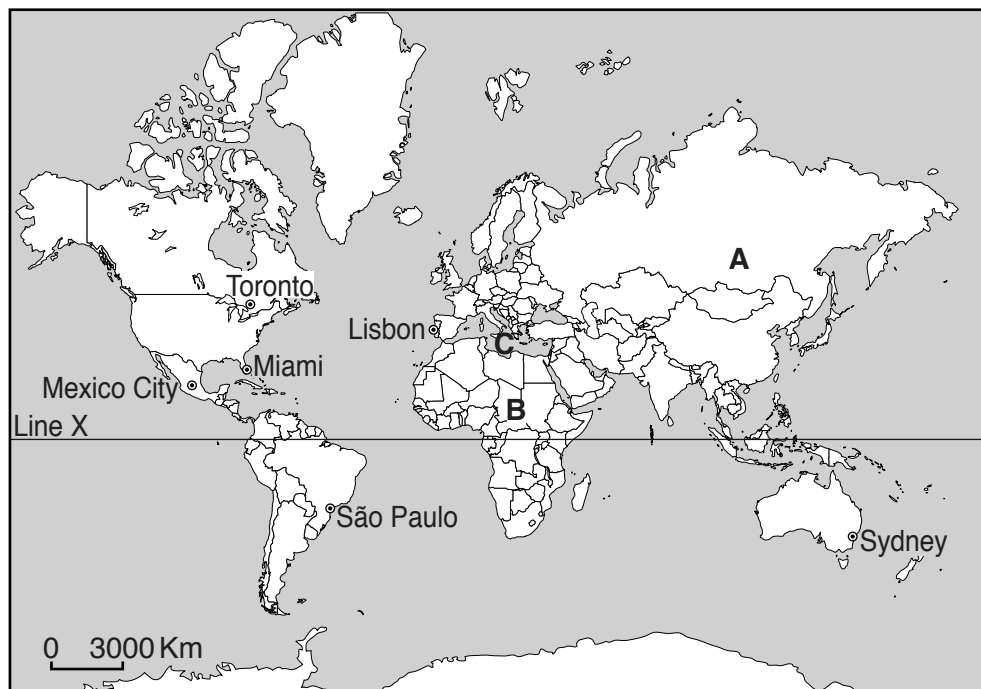 A
Toronto
Lisbon
C
Miami
Mexico City
B
Line X
São Paulo
Sydney
0 3000 Km